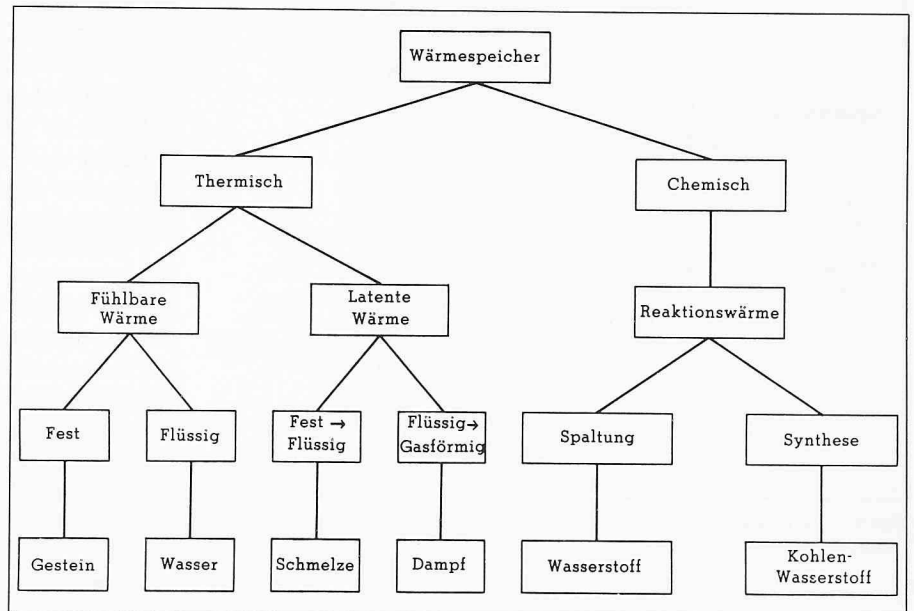 Wärmespeicher
Thermisch
Chemisch
Fühlbare
Wärme
Latente
Wärme
Reaktionswärme
Fest
Flüssig
Fest →
Flüssig
Flüssig→
Gasförmig
Spaltung
Synthese
Gestein
Wasser
Schmelze
Dampf
Wasserstoff
Kohlen-
Wasserstoff